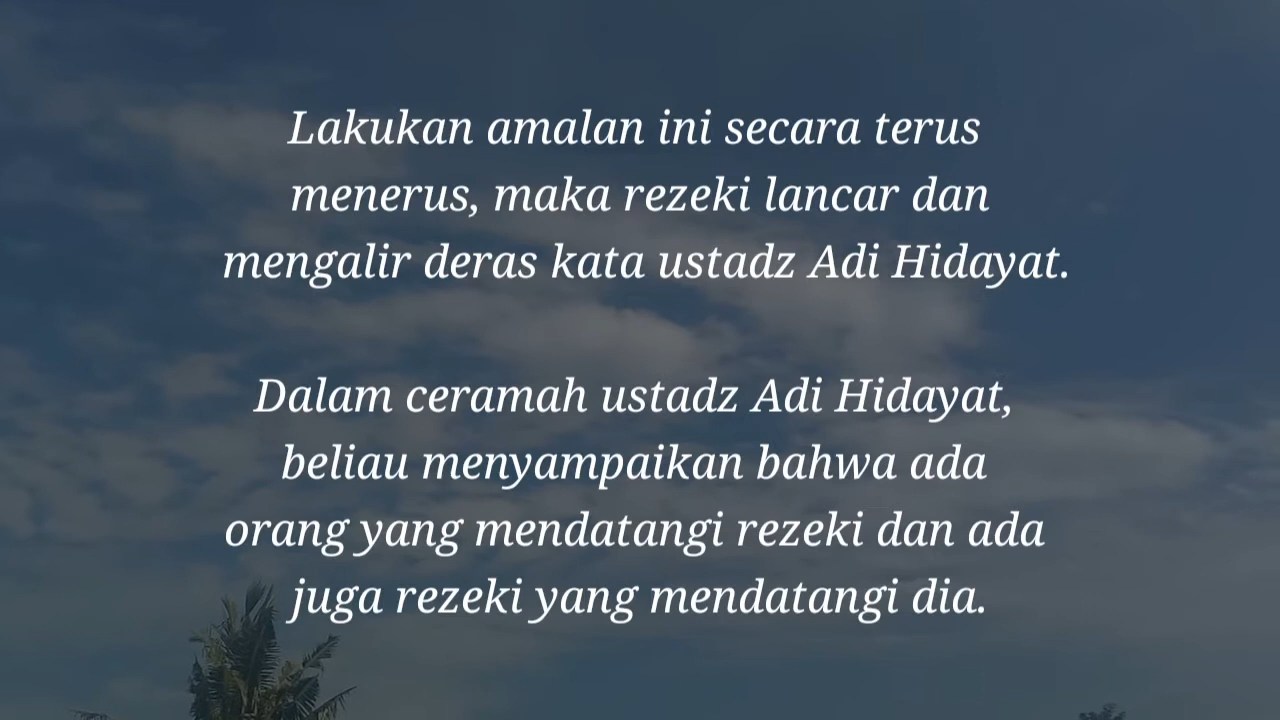 Lakukan amalan ini secara terus
menerus, maka rezeki lancar dan
mengalir deras kata ustadz Adi Hidayat.
Dalam ceramah ustadz Adi Hidayat,
beliau menyampaikan bahwa ada
orang yang mendatangi rezeki dan ada
juga rezeki yang mendatangi dia.